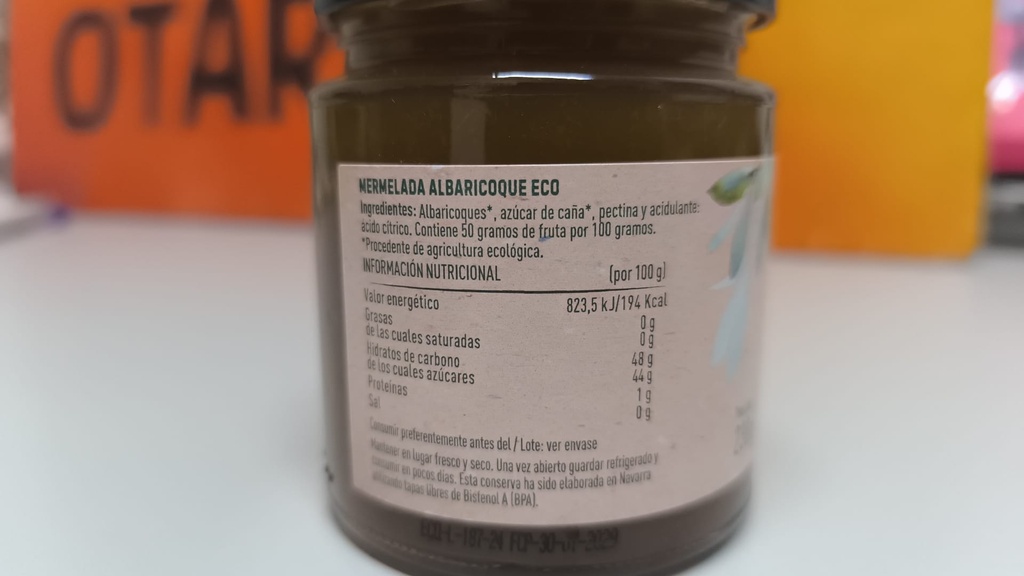 OTAR
MERMELADA ALBARICOQUE ECO
Ingredientes: Albaricoques*, azúcar de caña*, pectina y acidulante:
ácido cítrico. Contiene 50 gramos de fruta por 100 gramos.
*Procedente de agricultura ecológica.
INFORMACIÓN NUTRICIONAL (por 100 g)
Valor energético 823,5 kJ/194 Kcal
Grasas 0 g
de las cuales saturadas 0 g
Hidratos de carbono 48 g
de los cuales azúcares 44 g
Proteínas 1 g
Sal 0 g
Consumir preferentemente antes del / Lote: ver envase
Mantener en lugar fresco y seco. Una vez abierto guardar refrigerado y
consumir en pocos días. Esta conserva ha sido elaborada en Navarra
utilizando tapas libres de Bisfenol A (BPA).